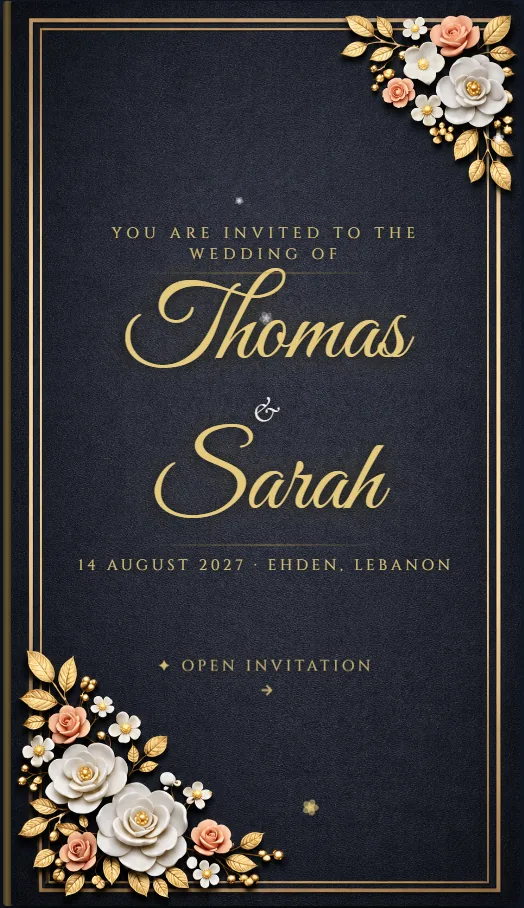 YOU ARE INVITED TO THE
WEDDING OF
Thomas
&
Sarah
14 AUGUST 2027 · EHDEN, LEBANON
✦ OPEN INVITATION
→